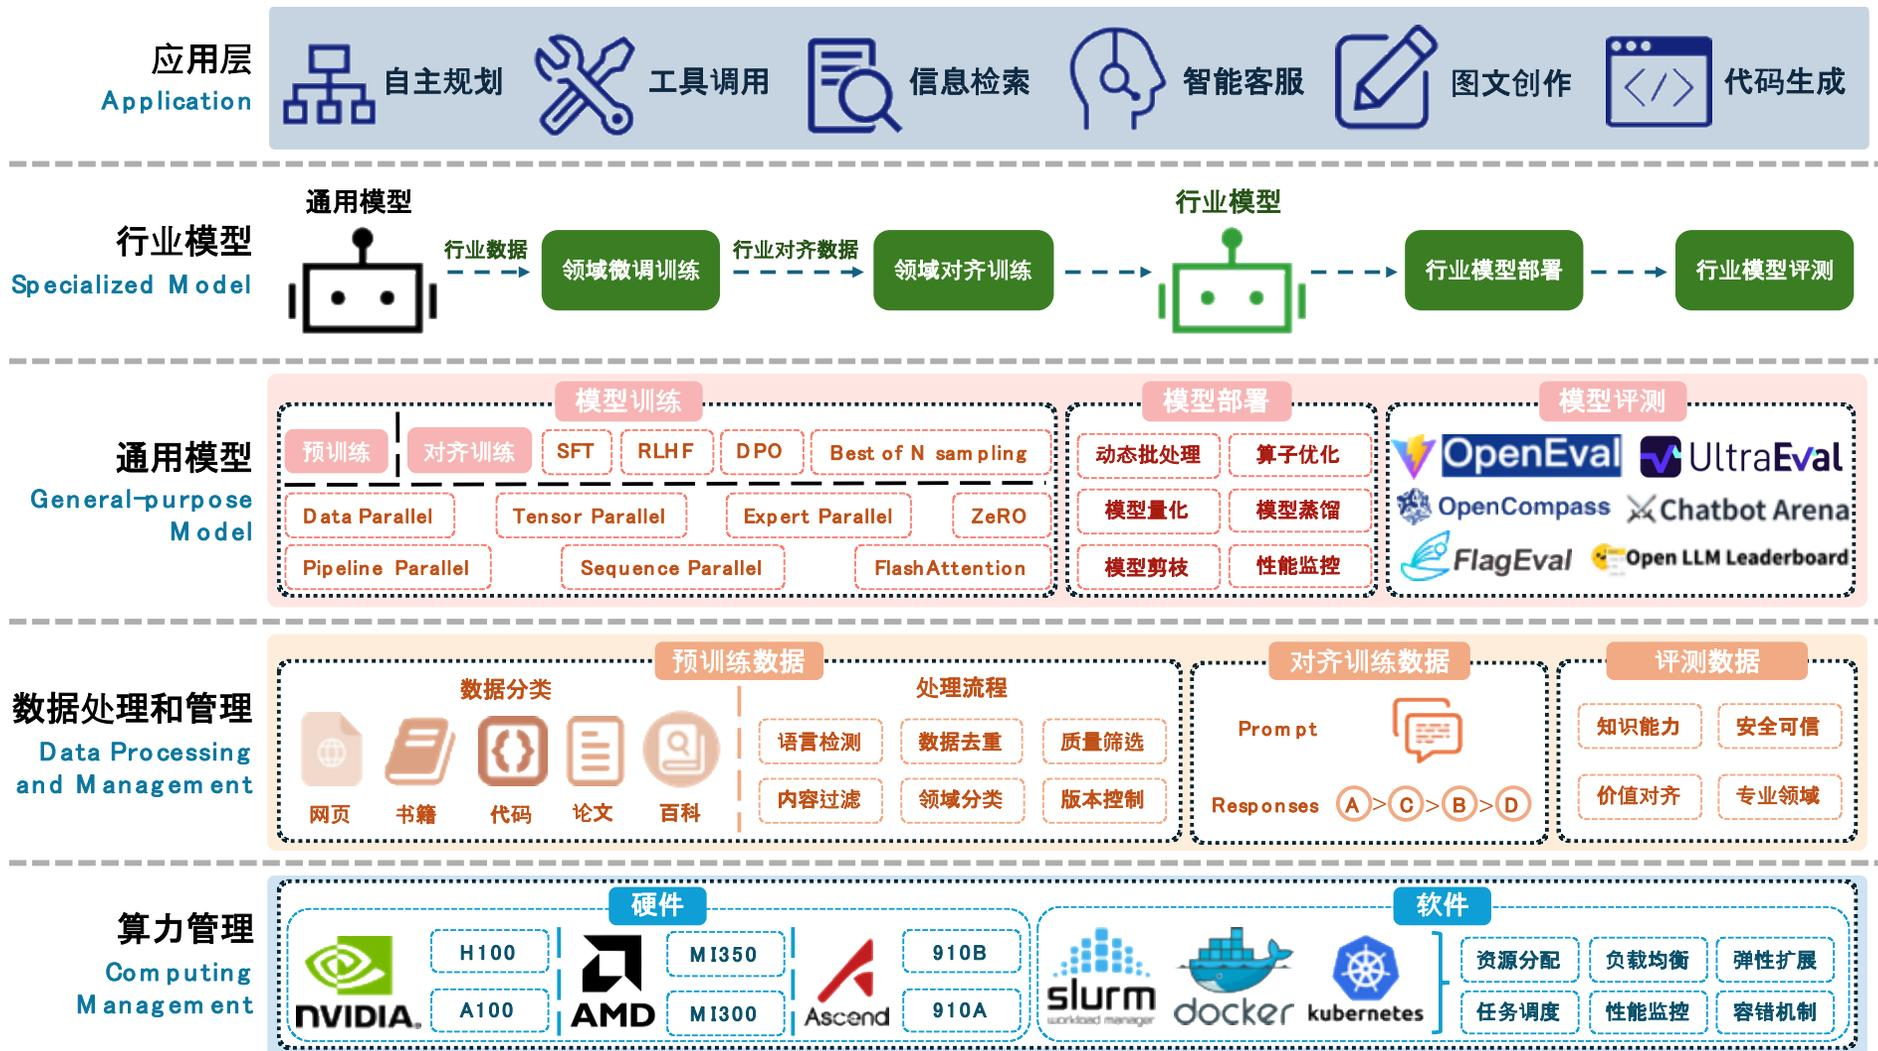 应用层
Application
自主规划
工具调用
信息检索
智能客服
图文创作
代码生成
行业模型
Specialized Model
通用模型
行业数据
领域微调训练
行业对齐数据
领域对齐训练
行业模型
行业模型部署
行业模型评测
通用模型
General-purpose
Model
模型训练
预训练
对齐训练
SFT
RLHF
DPO
Best of N sampling
Data Parallel
Tensor Parallel
Expert Parallel
ZeRO
Pipeline Parallel
Sequence Parallel
FlashAttention
模型部署
动态批处理
算子优化
模型量化
模型蒸馏
模型剪枝
性能监控
模型评测
OpenEval
UltraEval
OpenCompass
Chatbot Arena
FlagEval
Open LLM Leaderboard
数据处理和管理
Data Processing
and Management
预训练数据
数据分类
网页
书籍
代码
论文
百科
处理流程
语言检测
数据去重
质量筛选
内容过滤
领域分类
版本控制
对齐训练数据
Prompt
Responses
A>C>B>D
评测数据
知识能力
安全可信
价值对齐
专业领域
算力管理
Computing
Management
硬件
NVIDIA.
H100
A100
AMD
MI350
MI300
Ascend
910B
910A
软件
slurm
workload manager
docker
kubernetes
资源分配
负载均衡
弹性扩展
任务调度
性能监控
容错机制